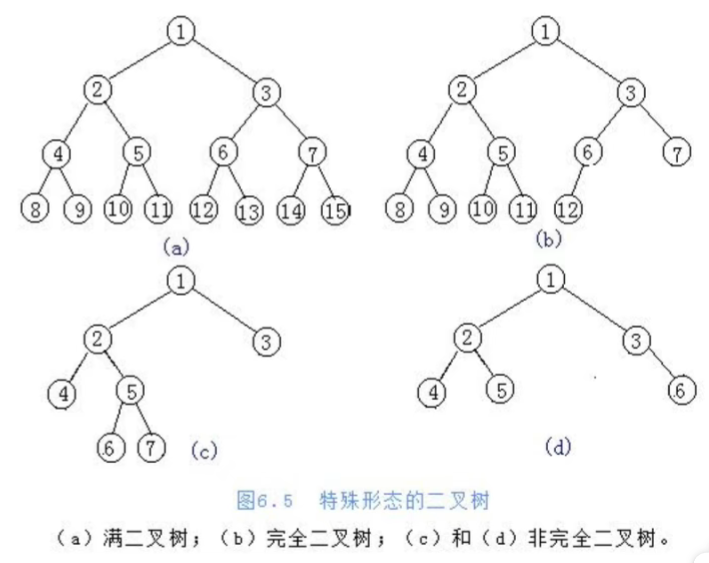 1 1
2 3 2 3
4 5 6 7 4 5 6 7
8 9 10 11 12 13 14 15 8 9 10 11 12
(a) (b)
1 1
2 3 2 3
4 5 4 5 6
6 7 (c) (d)
图6.5 特殊形态的二叉树
(a)满二叉树；(b)完全二叉树；(c)和(d)非完全二叉树。